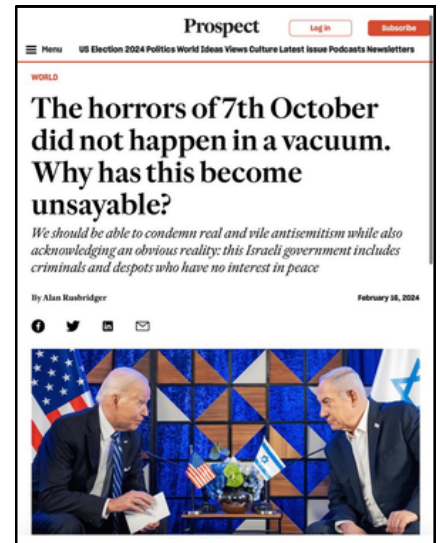 Prospect
Log in
Subscribe
Menu
US Election 2024 Politics World Ideas Views Culture Latest issue Podcasts Newsletters
WORLD
The horrors of 7th October
did not happen in a vacuum.
Why has this become
unsayable?
We should be able to condemn real and vile antisemitism while also
acknowledging an obvious reality: this Israeli government includes
criminals and despots who have no interest in peace
By Alan Rusbridger
February 16, 2024